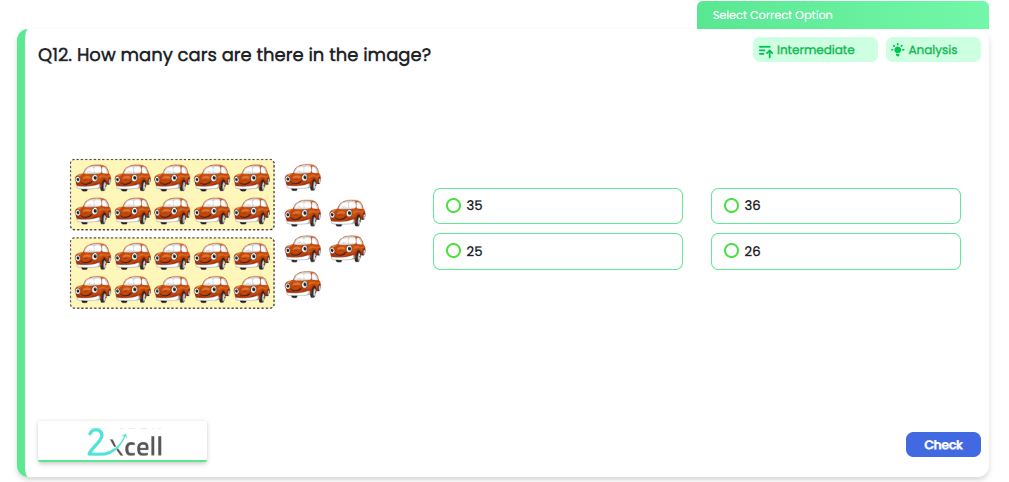 Select Correct Option
Q12. How many cars are there in the image?
Intermediate
Analysis
35
36
25
26
2xcell
Check